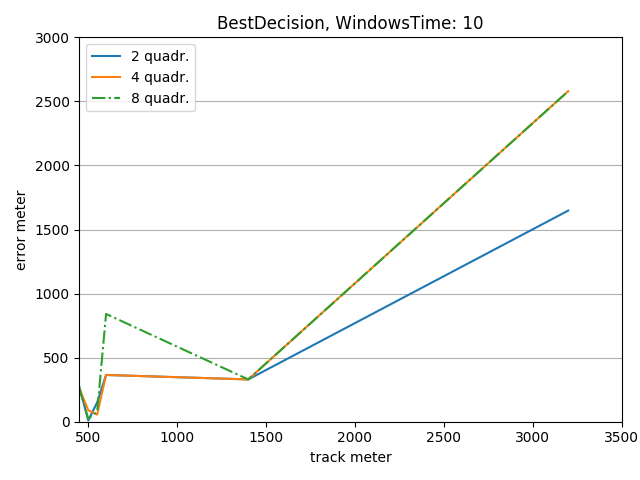 BestDecision, WindowsTime: 10
3000
2500
2000
1500
1000
500
0
error meter
2 quadr.
4 quadr.
8 quadr.
500 1000 1500 2000 2500 3000 3500
track meter